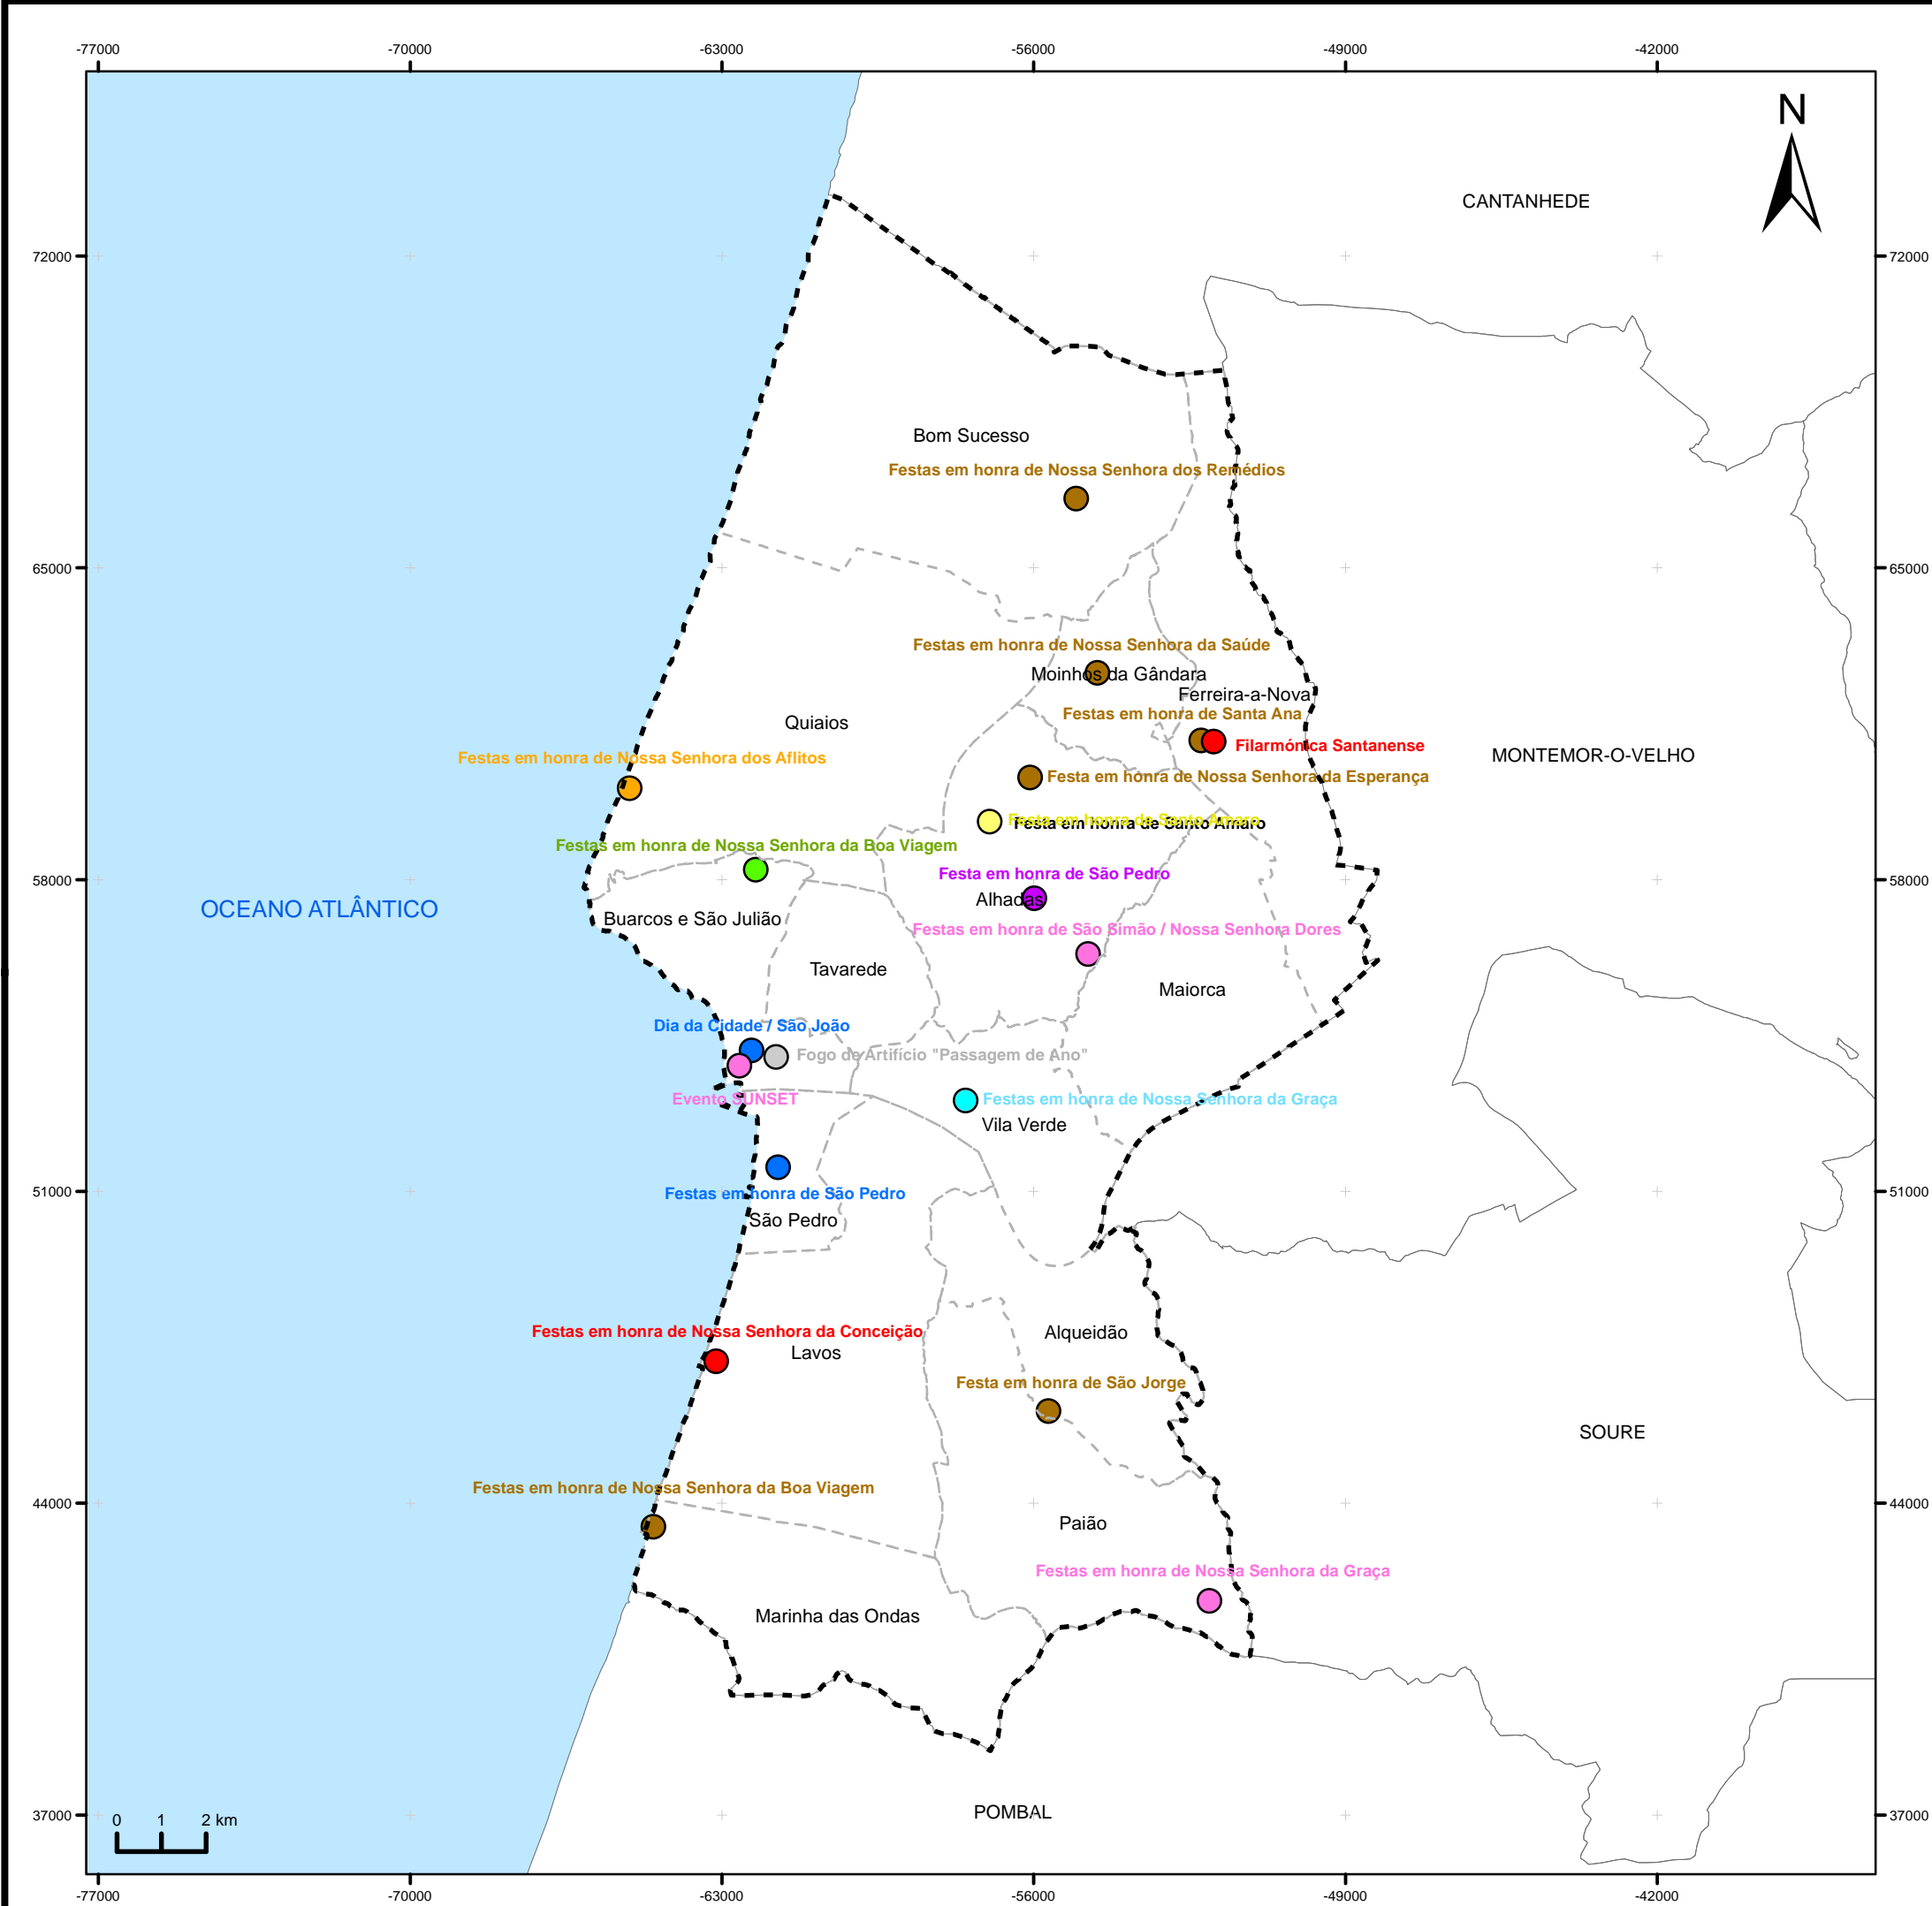 -77000 -70000 -63000 -56000 -49000 -42000
N
CANTANHEDE
72000 72000
Bom Sucesso
Festas em honra de Nossa Senhora dos Remédios
65000 65000
Festas em honra de Nossa Senhora da Saúde
Moinhos da Gândara
Ferreira-a-Nova
Festas em honra de Santa Ana
Quiaios
Filarmónica Santanense
MONTEMOR-O-VELHO
Festas em honra de Nossa Senhora dos Aflitos
Festa em honra de Nossa Senhora da Esperança
Festa em honra de Santo Amaro
Festa em honra de Santo Amaro
Festas em honra de Nossa Senhora da Boa Viagem
Festa em honra de São Pedro
58000 58000
Alhadas
OCEANO ATLÂNTICO
Buarcos e São Julião
Festas em honra de São Simão / Nossa Senhora Dores
Tavarede
Maiorca
Dia da Cidade / São João
Fogo de Artifício "Passagem de Ano"
Evento SUNSET
Festas em honra de Nossa Senhora da Graça
Vila Verde
51000 51000
Festas em honra de São Pedro
São Pedro
Festas em honra de Nossa Senhora da Conceição
Alqueidão
Lavos
Festa em honra de São Jorge
SOURE
Festas em honra de Nossa Senhora da Boa Viagem
44000 44000
Paião
Festas em honra de Nossa Senhora da Graça
Marinha das Ondas
POMBAL
37000 37000
0 1 2 km
-77000 -70000 -63000 -56000 -49000 -42000